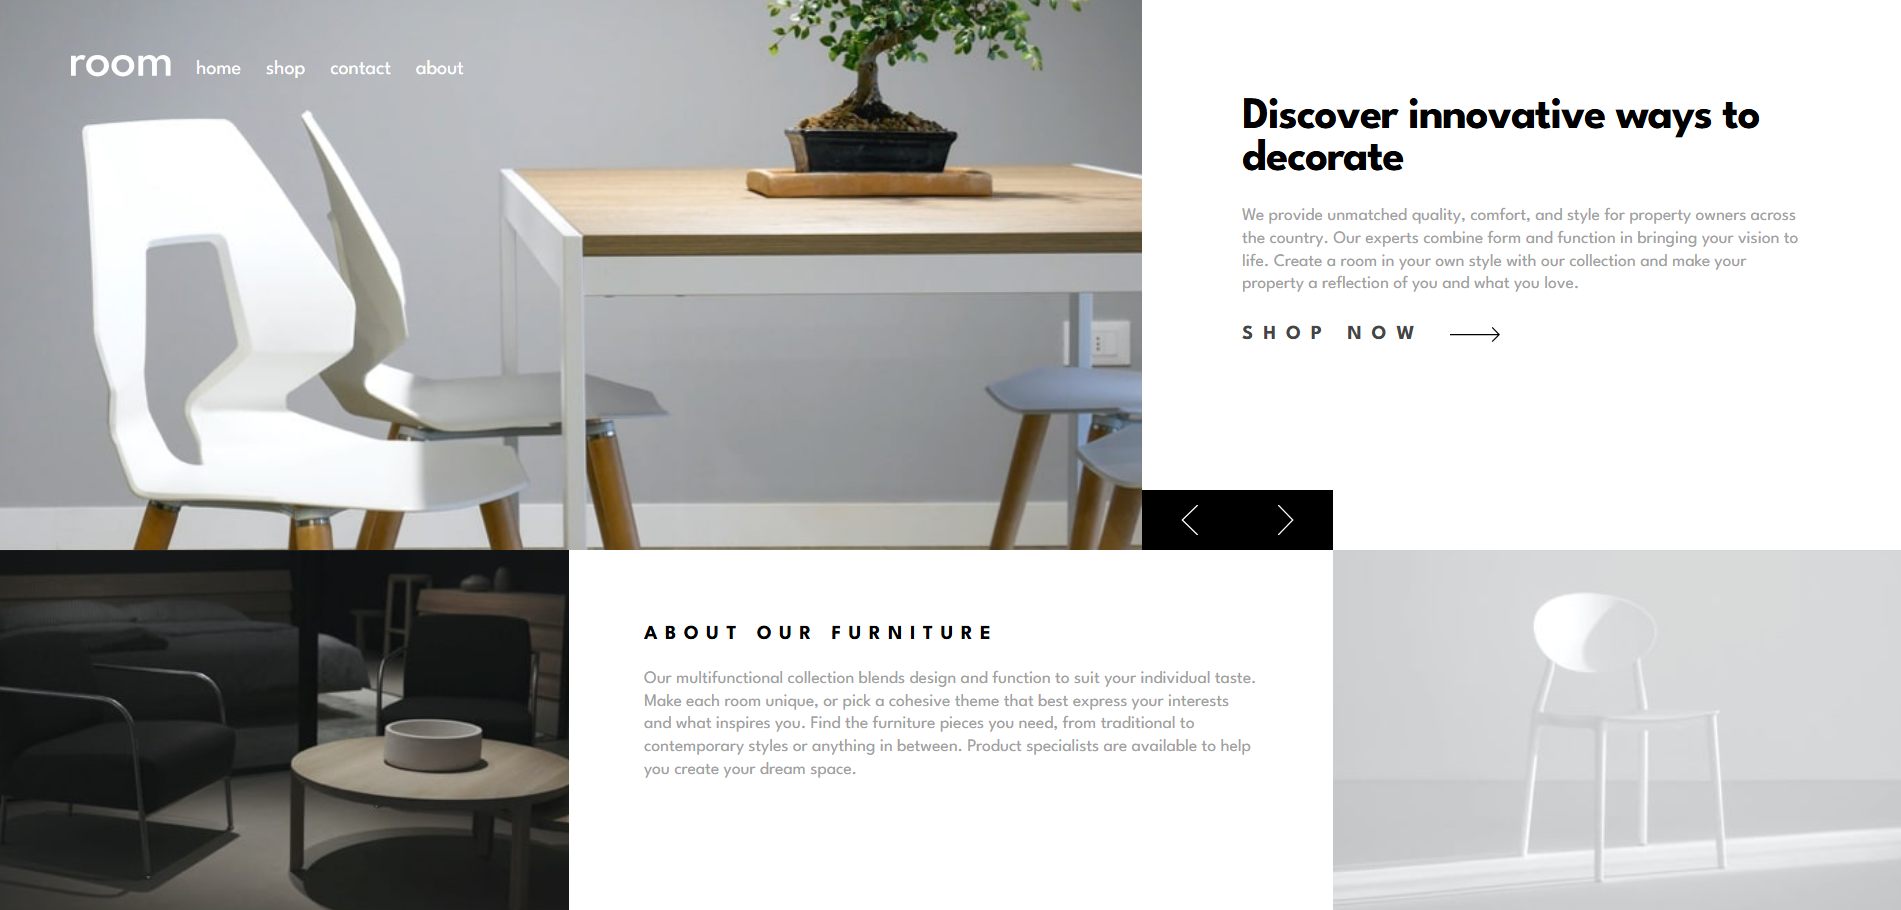 room home shop contact about
Discover innovative ways to
decorate
We provide unmatched quality, comfort, and style for property owners across
the country. Our experts combine form and function in bringing your vision to
life. Create a room in your own style with our collection and make your
property a reflection of you and what you love.
SHOP NOW
ABOUT OUR FURNITURE
Our multifunctional collection blends design and function to suit your individual taste.
Make each room unique, or pick a cohesive theme that best express your interests
and what inspires you. Find the furniture pieces you need, from traditional to
contemporary styles or anything in between. Product specialists are available to help
you create your dream space.